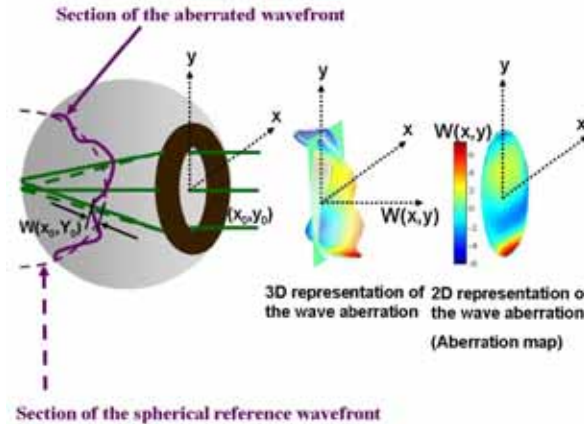 Section of the aberrated wavefront
y
x
W(x₀,Y₀)
(x₀,y₀)
y
x
W(x,y)
3D representation of
the wave aberration
y
x
W(x,y)
2D representation o
the wave aberration
(Aberration map)
Section of the spherical reference wavefront